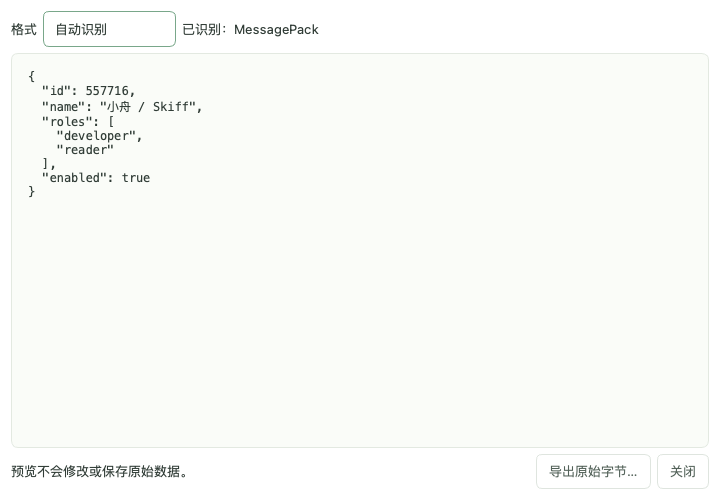 格式 自动识别 已识别：MessagePack
{
  "id": 557716,
  "name": "小舟 / Skiff",
  "roles": [
    "developer",
    "reader"
  ],
  "enabled": true
}
预览不会修改或保存原始数据。 导出原始字节... 关闭